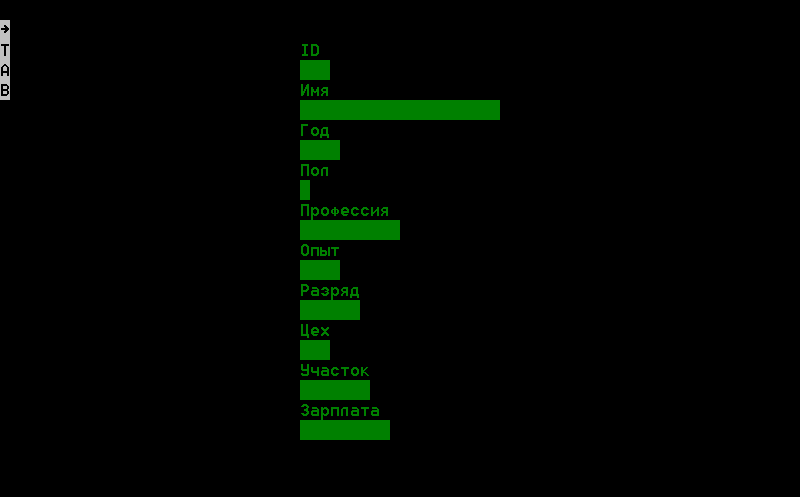 →
T
A
B
ID
Имя
Год
Пол
Профессия
Опыт
Разряд
Цех
Участок
Зарплата